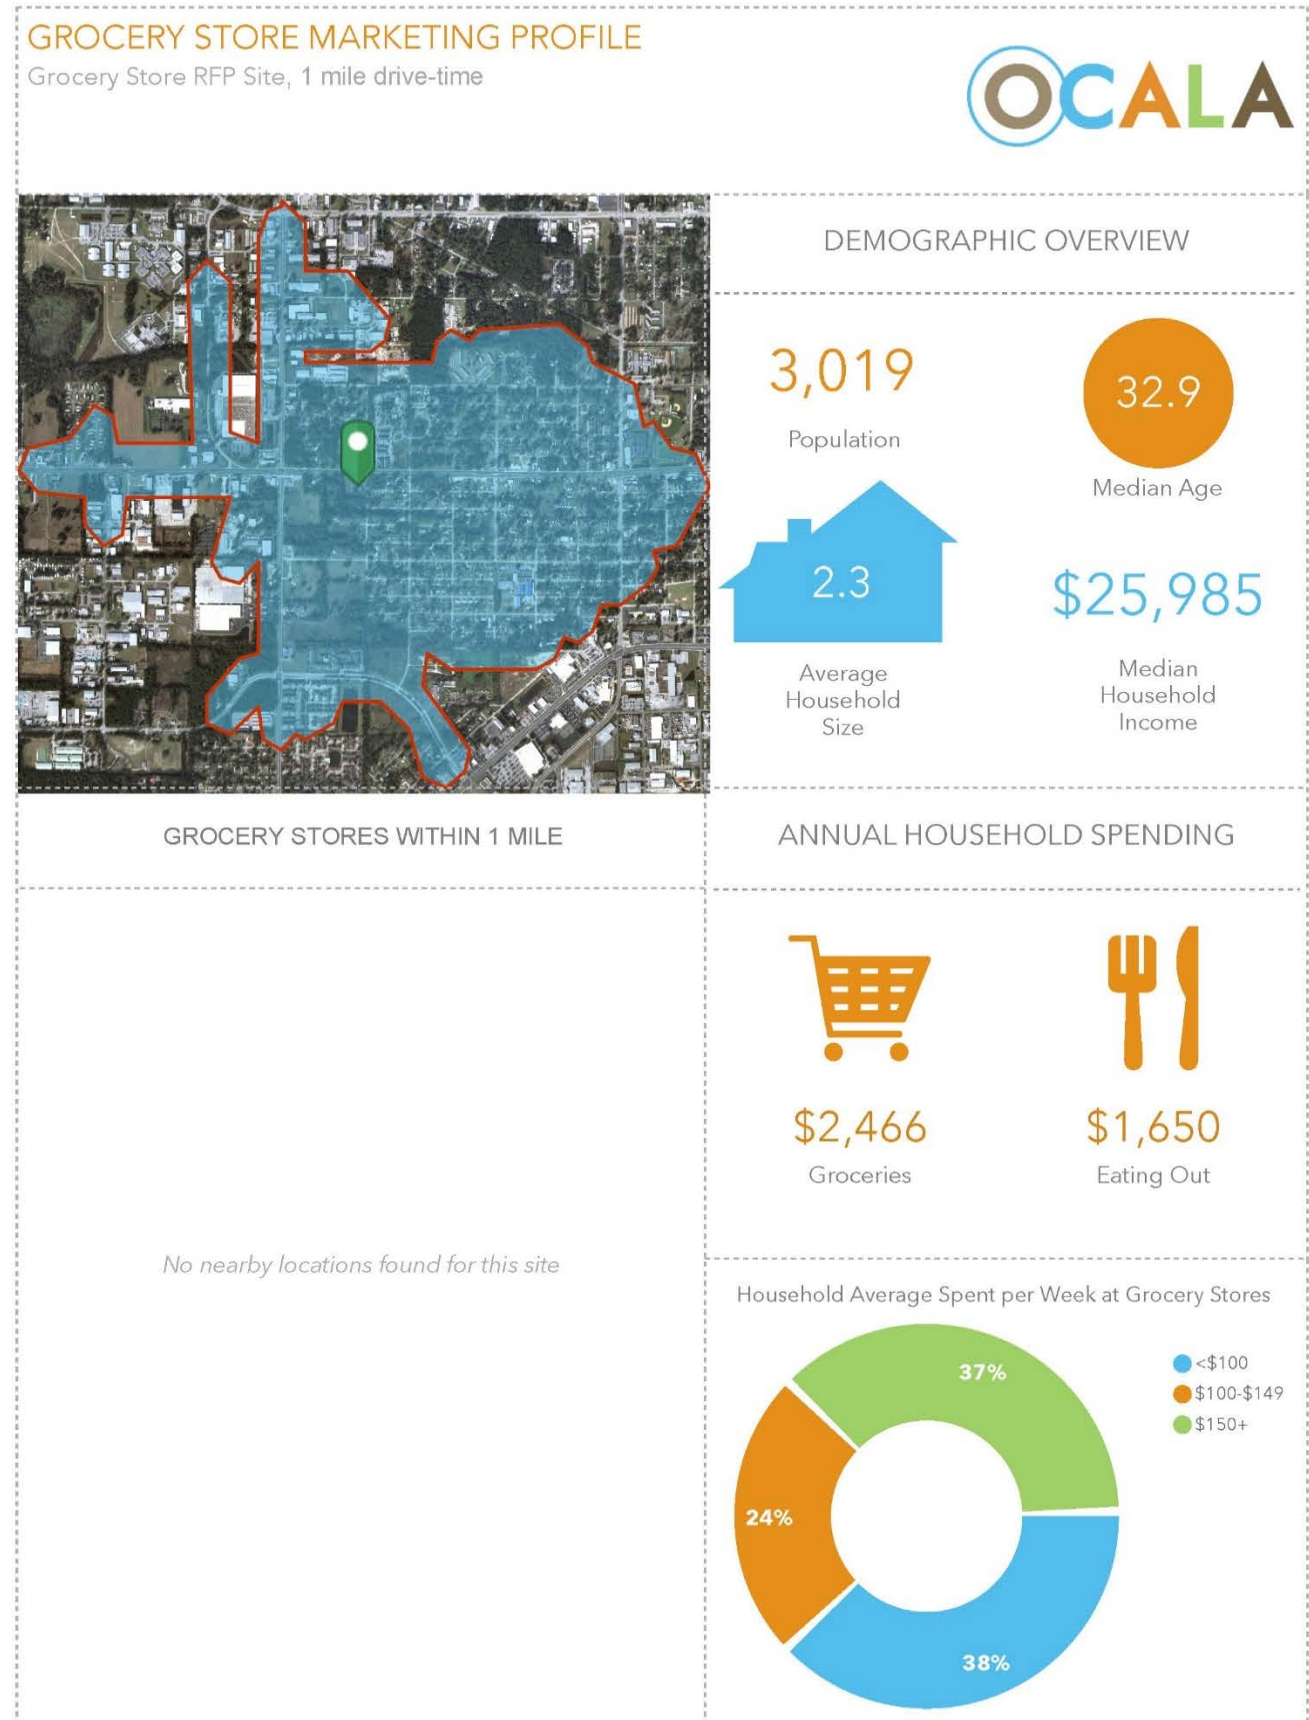 GROCERY STORE MARKETING PROFILE
Grocery Store RFP Site, 1 mile drive-time
OCALA
DEMOGRAPHIC OVERVIEW
3,019
Population
32.9
Median Age
2.3
Average
Household
Size
$25,985
Median
Household
Income
GROCERY STORES WITHIN 1 MILE
No nearby locations found for this site
ANNUAL HOUSEHOLD SPENDING
$2,466
Groceries
$1,650
Eating Out
Household Average Spent per Week at Grocery Stores
37%
24%
38%
<$100
$100-$149
$150+